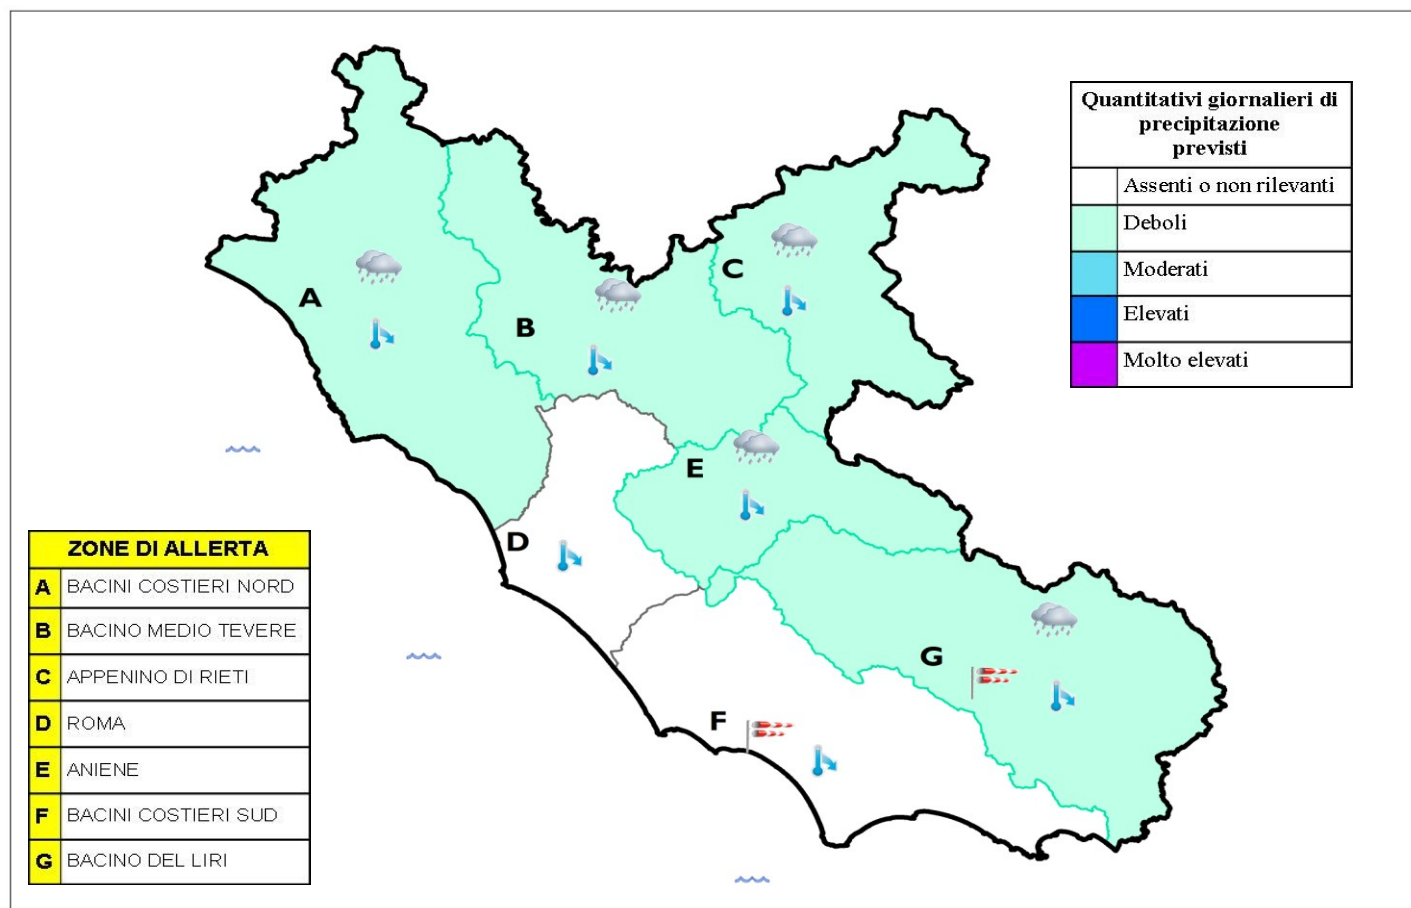 Quantitativi giornalieri di
precipitazione
previsti
Assenti o non rilevanti
Deboli
Moderati
Elevati
Molto elevati
A
B
C
D
E
F
G
ZONE DI ALLERTA
A BACINI COSTIERI NORD
B BACINO MEDIO TEVERE
C APPENINO DI RIETI
D ROMA
E ANIENE
F BACINI COSTIERI SUD
G BACINO DEL LIRI